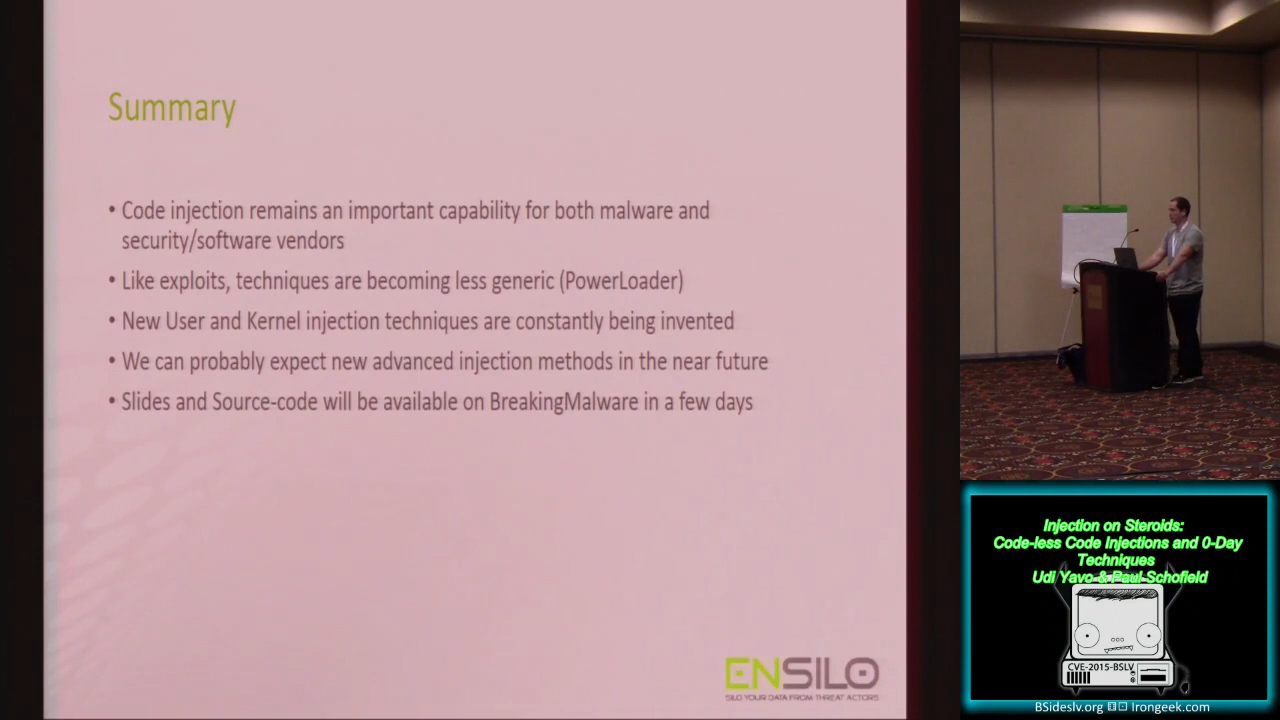 Summary
• Code injection remains an important capability for both malware and
security/software vendors
• Like exploits, techniques are becoming less generic (PowerLoader)
• New User and Kernel injection techniques are constantly being invented
• We can probably expect new advanced injection methods in the near future
• Slides and Source-code will be available on BreakingMalware in a few days
ENSILO
SILO YOUR DATA FROM THREAT ACTORS
Injection on Steroids:
Code-less Code Injections and 0-Day
Techniques
Udi Yavo & Paul Schofield
CVE-2015-BSLV
BSideslv.org Irongeek.com